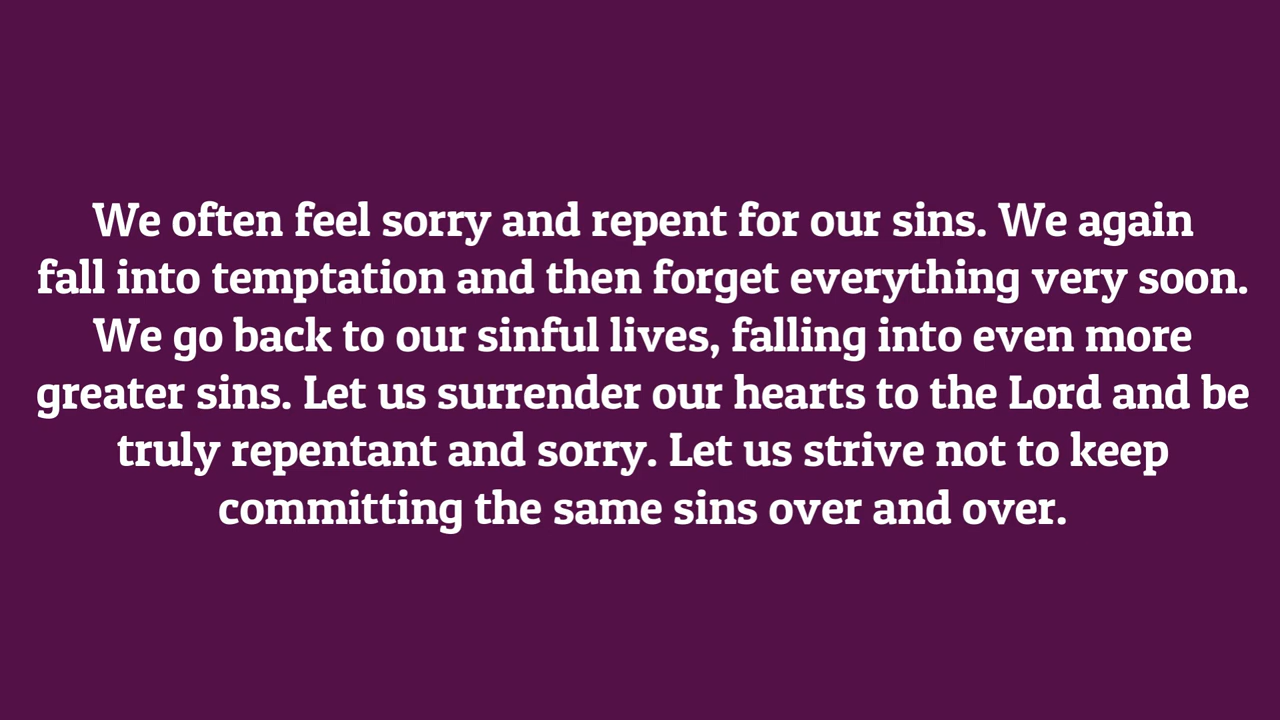 We often feel sorry and repent for our sins. We again
fall into temptation and then forget everything very soon.
We go back to our sinful lives, falling into even more
greater sins. Let us surrender our hearts to the Lord and be
truly repentant and sorry. Let us strive not to keep
committing the same sins over and over.